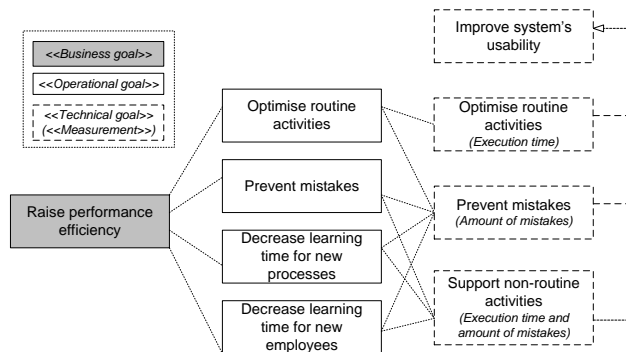 <<Business goal>>
<<Operational goal>>
<<Technical goal>>
(<<Measurement>>)
Raise performance
efficiency
Optimise routine
activities
Prevent mistakes
Decrease learning
time for new
processes
Decrease learning
time for new
employees
Improve system's
usability
Optimise routine
activities
(Execution time)
Prevent mistakes
(Amount of mistakes)
Support non-routine
activities
(Execution time and
amount of mistakes)